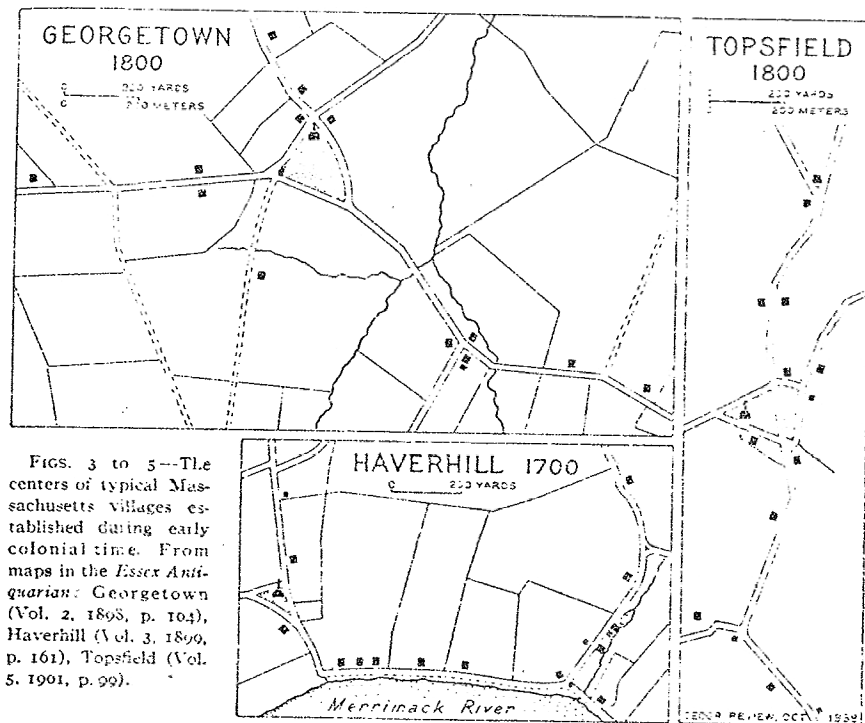 GEORGETOWN
1800
0 200 YARDS
0 200 METERS
TOPSFIELD
1800
200 YARDS
200 METERS
HAVERHILL 1700
0 200 YARDS
Merrimack River
FIGS. 3 to 5—The
centers of typical Mas-
sachusetts villages es-
tablished during early
colonial time. From
maps in the Essex Anti-
quarian: Georgetown
(Vol. 2, 1898, p. 104),
Haverhill (Vol. 3, 1899,
p. 161), Topsfield (Vol.
5, 1901, p. 99).
REVIEW, OCT.